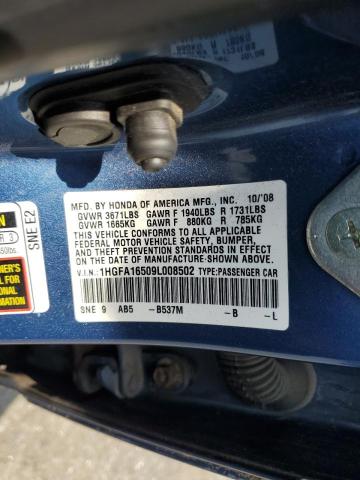 MFD. BY HONDA OF AMERICA MFG., INC. 10/'08
GVWR 3671LBS GAWR F 1940LBS R 1731LBS
GVWR 1665KG GAWR F 880KG R 785KG
THIS VEHICLE CONFORMS TO ALL APPLICABLE
FEDERAL MOTOR VEHICLE SAFETY, BUMPER,
AND THEFT PREVENTION STANDARDS IN EFFECT
ON THE DATE OF MANUFACTURE SHOWN ABOVE.
V.I.N.: 1HGFA16509L008502 TYPE:PASSENGER CAR
SNE 9 AB5 -B537M -B -L
SNE E2